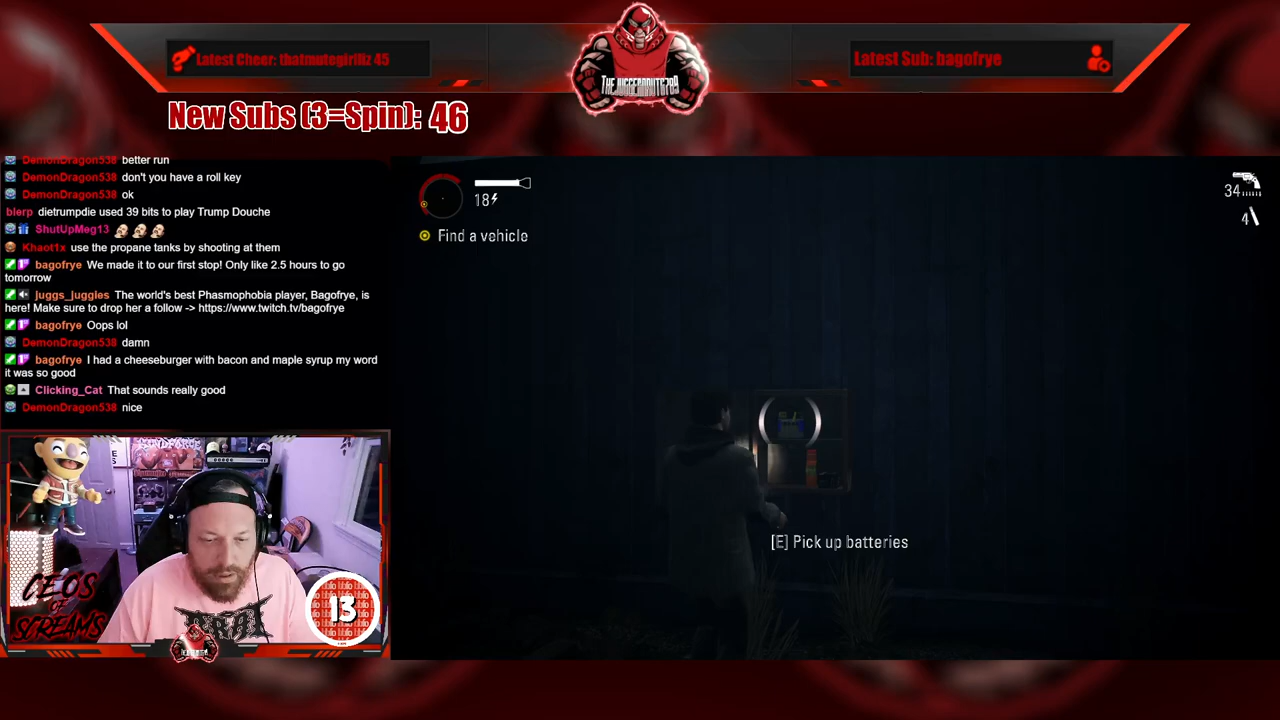 Latest Cheer: thatmutegirlliz 45
THEJUGGERNAUT6789
Latest Sub: bagofrye
New Subs (3=Spin): 46
DemonDragon538 better run
DemonDragon538 don't you have a roll key
DemonDragon538 ok
blerp dietrumpdie used 39 bits to play Trump Douche
ShutUpMeg13
Khaot1x use the propane tanks by shooting at them
bagofrye We made it to our first stop! Only like 2.5 hours to go
tomorrow
juggs_juggies The world's best Phasmophobia player, Bagofrye, is
here! Make sure to drop her a follow -> https://www.twitch.tv/bagofrye
bagofrye Oops lol
DemonDragon538 damn
bagofrye I had a cheeseburger with bacon and maple syrup my word
it was so good
Clicking_Cat That sounds really good
DemonDragon538 nice
18
Find a vehicle
34
4
[E] Pick up batteries
CEOS
OF
STREAMS
13